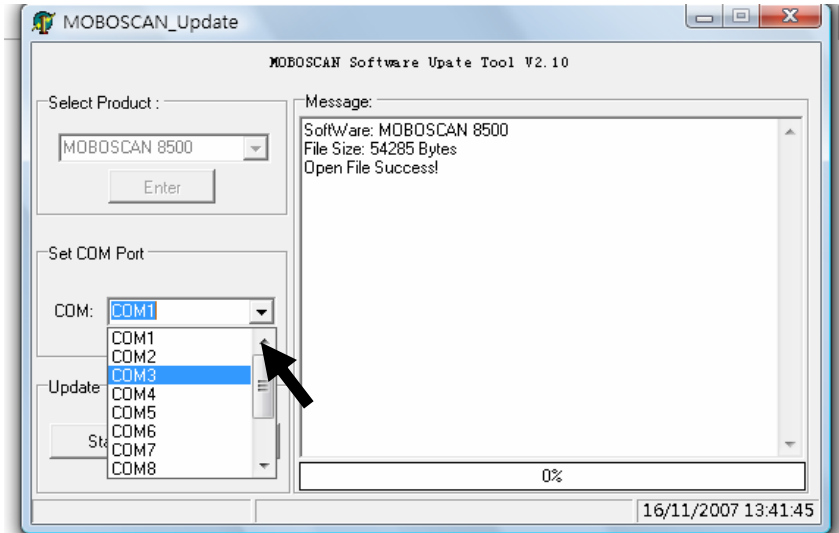 MOBOSCAN_Update
MOBOSCAN Software Upate Tool V2.10
Select Product :
MOBOSCAN 8500
Enter
Set COM Port
COM: COM1
COM1
COM2
COM3
COM4
COM5
COM6
COM7
COM8
Update
Message:
SoftWare: MOBOSCAN 8500
File Size: 54285 Bytes
Open File Success!
0%
16/11/2007 13:41:45